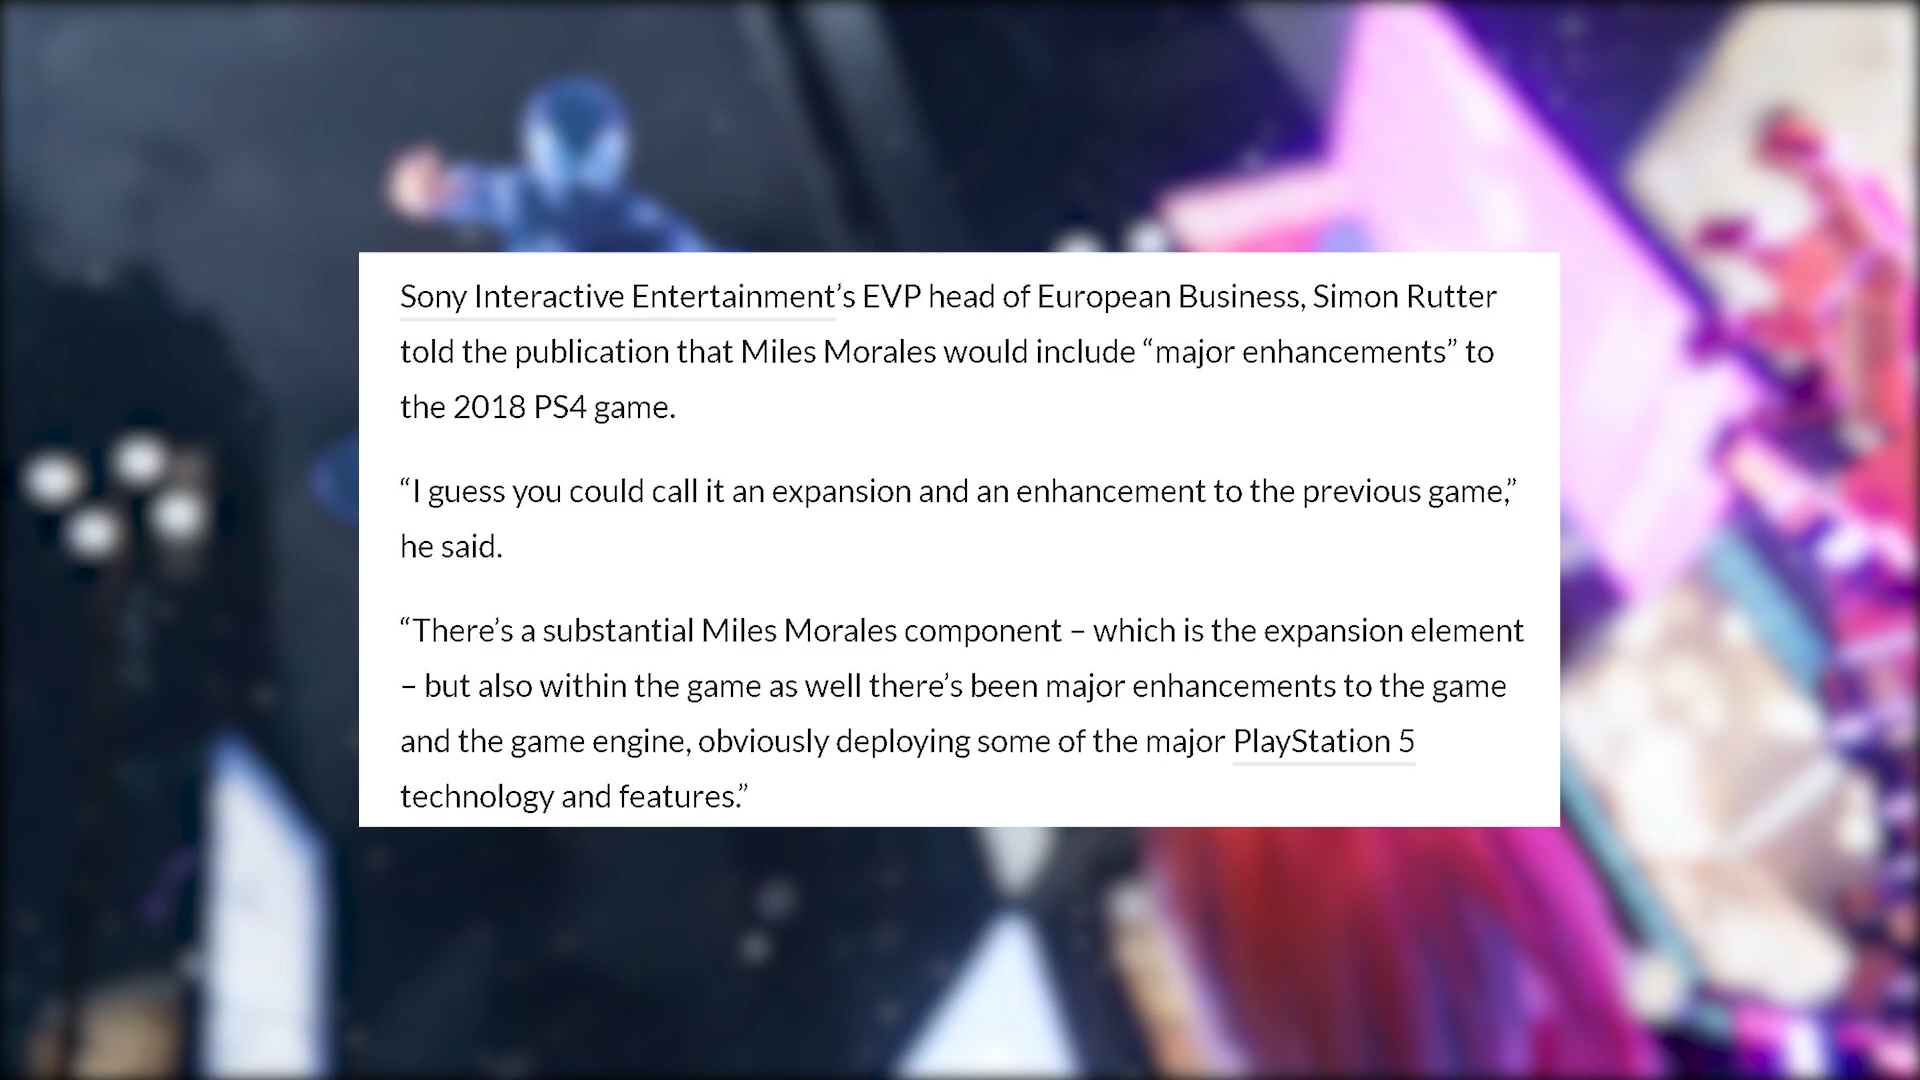 Sony Interactive Entertainment’s EVP head of European Business, Simon Rutter
told the publication that Miles Morales would include “major enhancements” to
the 2018 PS4 game.
“I guess you could call it an expansion and an enhancement to the previous game,”
he said.
“There’s a substantial Miles Morales component – which is the expansion element
– but also within the game as well there’s been major enhancements to the game
and the game engine, obviously deploying some of the major PlayStation 5
technology and features.”